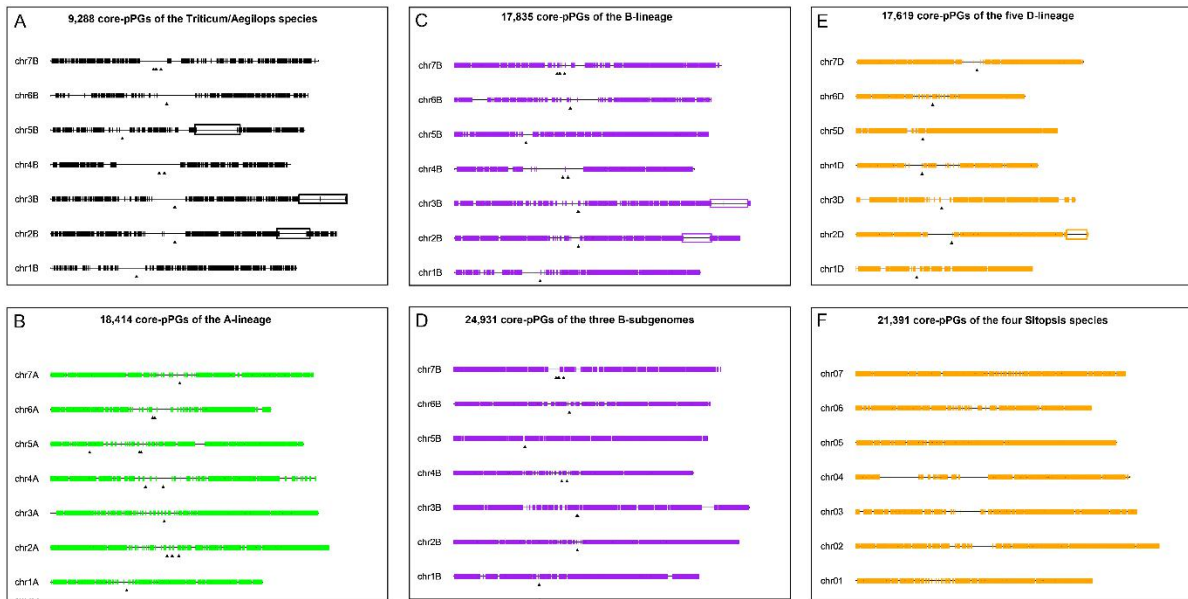 A
9,288 core-pPGs of the Triticum/Aegilops species
chr7B
chr6B
chr5B
chr4B
chr3B
chr2B
chr1B
B
18,414 core-pPGs of the A-lineage
chr7A
chr6A
chr5A
chr4A
chr3A
chr2A
chr1A
C
17,835 core-pPGs of the B-lineage
chr7B
chr6B
chr5B
chr4B
chr3B
chr2B
chr1B
D
24,931 core-pPGs of the three B-subgenomes
chr7B
chr6B
chr5B
chr4B
chr3B
chr2B
chr1B
E
17,619 core-pPGs of the five D-lineage
chr7D
chr6D
chr5D
chr4D
chr3D
chr2D
chr1D
F
21,391 core-pPGs of the four Sitopsis species
chr07
chr06
chr05
chr04
chr03
chr02
chr01